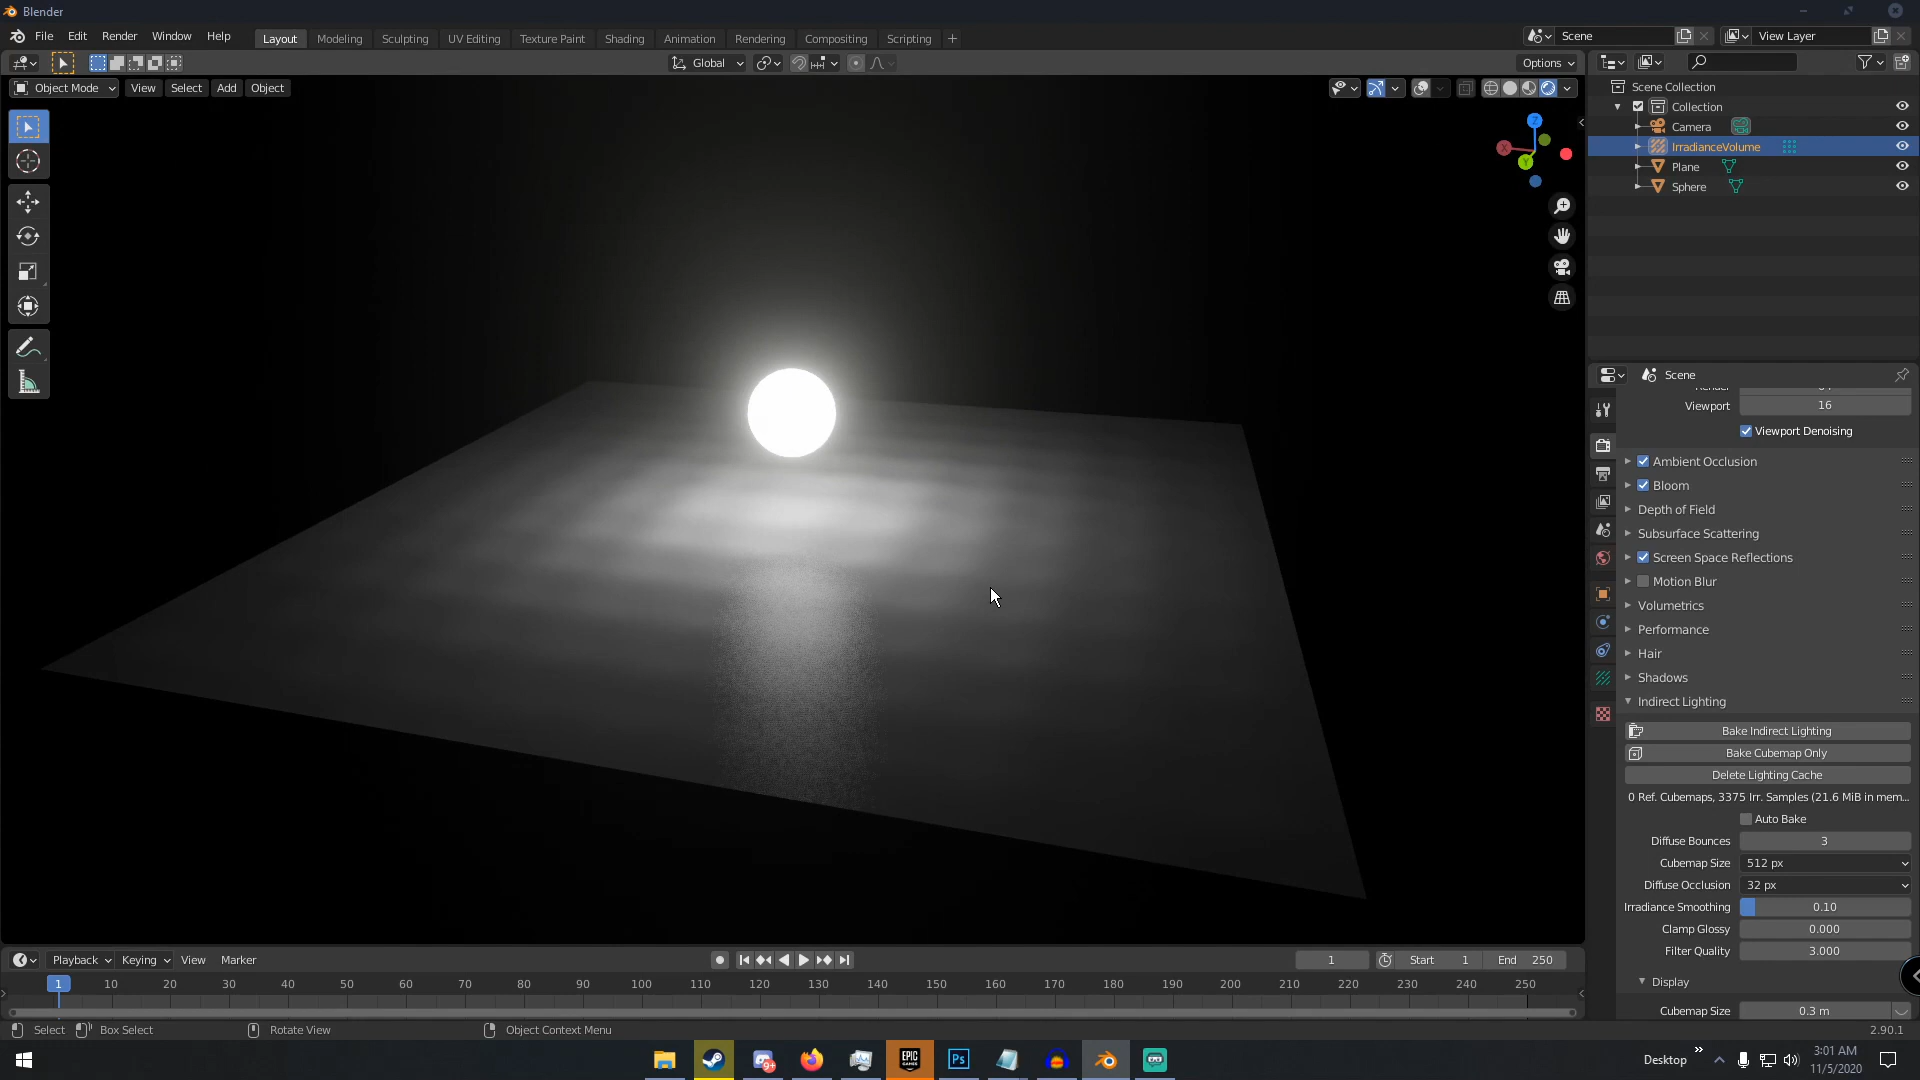 Blender
File Edit Render Window Help
Layout Modeling Sculpting UV Editing Texture Paint Shading Animation Rendering Compositing Scripting
Scene
View Layer
Global
Options
Object Mode View Select Add Object
Z
X
Y
Scene Collection
Collection
Camera
IrradianceVolume
Plane
Sphere
Scene
Viewport 16
Viewport Denoising
Ambient Occlusion
Bloom
Depth of Field
Subsurface Scattering
Screen Space Reflections
Motion Blur
Volumetrics
Performance
Hair
Shadows
Indirect Lighting
Bake Indirect Lighting
Bake Cubemap Only
Delete Lighting Cache
0 Ref. Cubemaps, 3375 Irr. Samples (21.6 MiB in mem...
Auto Bake
Diffuse Bounces 3
Cubemap Size 512 px
Diffuse Occlusion 32 px
Irradiance Smoothing 0.10
Clamp Glossy 0.000
Filter Quality 3.000
Display
Cubemap Size 0.3 m
Playback Keying View Marker
1 Start 1 End 250
1 10 20 30 40 50 60 70 80 90 100 110 120 130 140 150 160 170 180 190 200 210 220 230 240 250
Select Box Select Rotate View Object Context Menu
2.90.1
9+
EPIC GAMES
Ps
Desktop
3:01 AM
11/5/2020